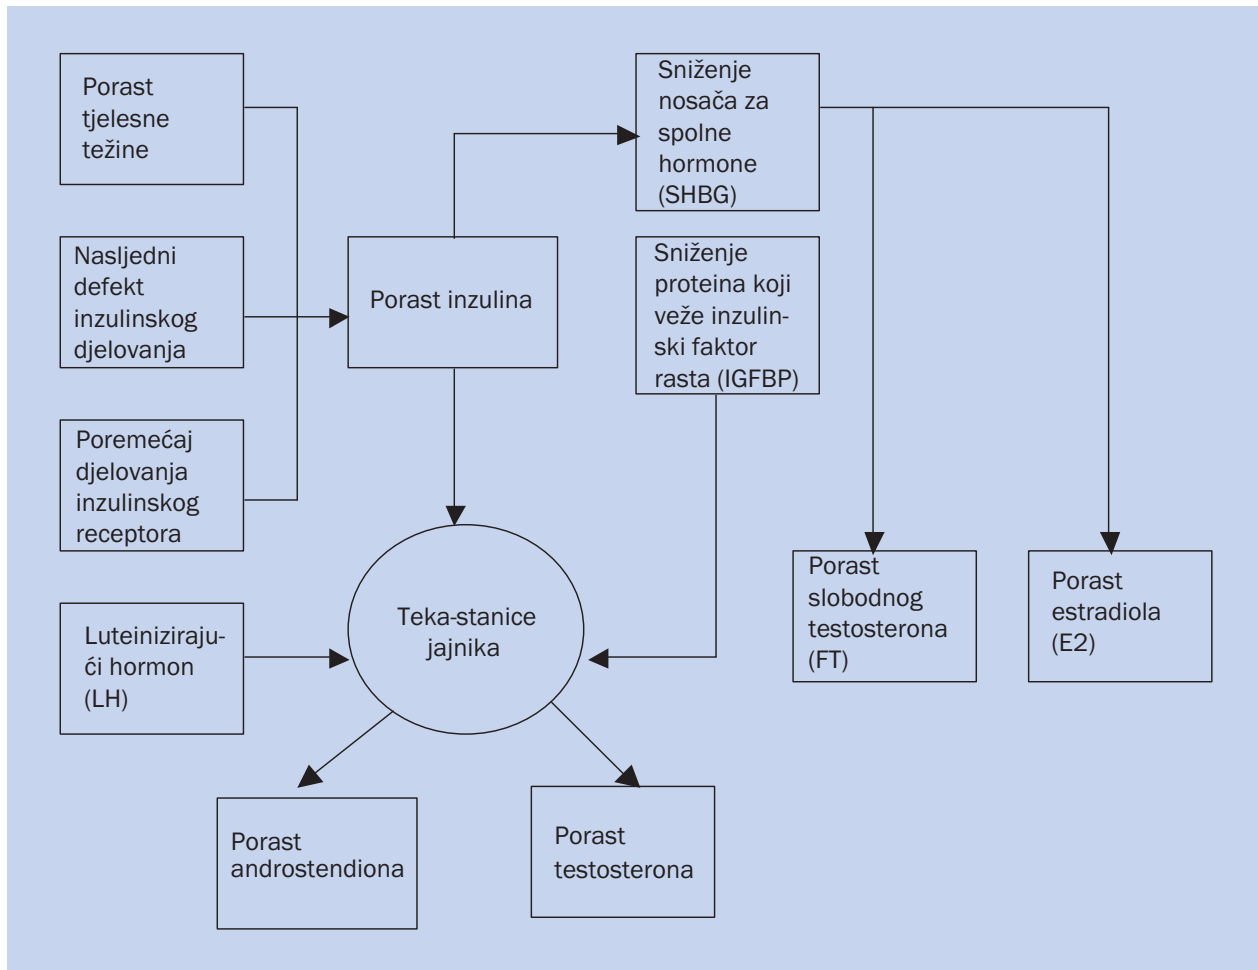 Porast
tjelesne
težine
Nasljedni
defekt
inzulinskog
djelovanja
Poremećaj
djelovanja
inzulinskog
receptora
Luteiniziraju-
ći hormon
(LH)
Porast inzulina
Teka-stanice
jajnika
Sniženje
nosača za
spolne
hormone
(SHBG)
Sniženje
proteina koji
veže inzulin-
ski faktor
rasta (IGFBP)
Porast
slobodnog
testosterona
(FT)
Porast
estradiola
(E2)
Porast
androstendiona
Porast
testosterona